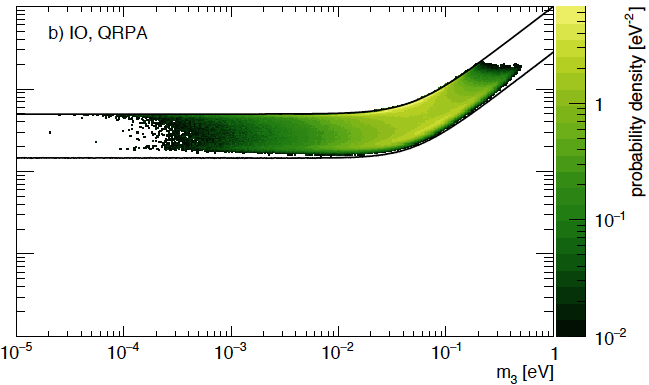 b) IO, QRPA
10⁻⁵ 10⁻⁴ 10⁻³ 10⁻² 10⁻¹ 1
m₃ [eV]
1
10⁻¹
10⁻²
probability density [eV⁻²]